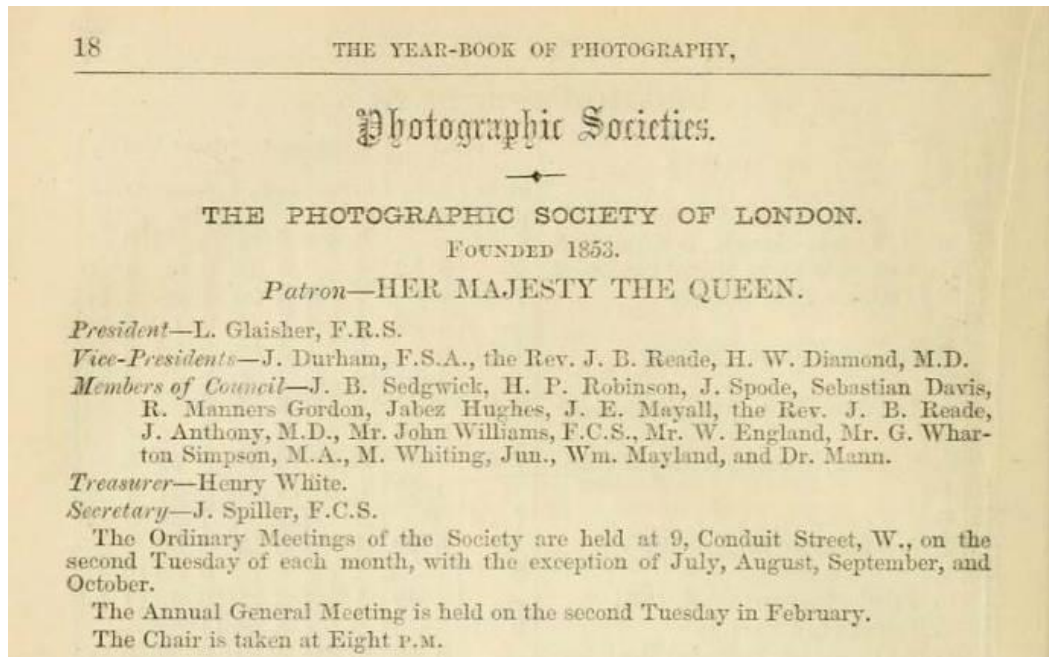 18
THE YEAR-BOOK OF PHOTOGRAPHY,
Photographic Societies.
THE PHOTOGRAPHIC SOCIETY OF LONDON.
FOUNDED 1853.
Patron—HER MAJESTY THE QUEEN.
President—L. Glaisher, F.R.S.
Vice-Presidents—J. Durham, F.S.A., the Rev. J. B. Reade, H. W. Diamond, M.D.
Members of Council—J. B. Sedgwick, H. P. Robinson, J. Spode, Sebastian Davis,
R. Manners Gordon, Jabez Hughes, J. E. Mayall, the Rev. J. B. Reade,
J. Anthony, M.D., Mr. John Williams, F.C.S., Mr. W. England, Mr. G. Whar-
ton Simpson, M.A., M. Whiting, Jun., Wm. Mayland, and Dr. Mann.
Treasurer—Henry White.
Secretary—J. Spiller, F.C.S.
The Ordinary Meetings of the Society are held at 9, Conduit Street, W., on the
second Tuesday of each month, with the exception of July, August, September, and
October.
The Annual General Meeting is held on the second Tuesday in February.
The Chair is taken at Eight P.M.